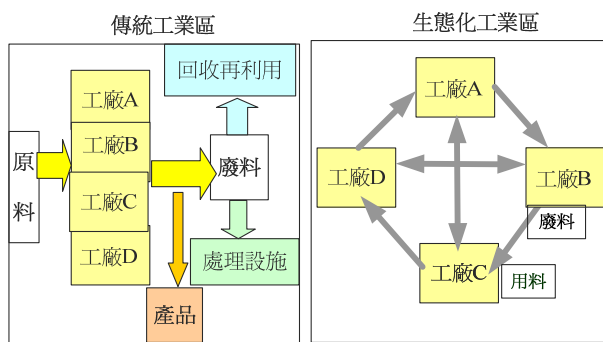 傳統工業區
回收再利用
工廠A
工廠B
原
料
廢料
工廠C
工廠D
處理設施
產品
生態化工業區
工廠A
工廠D
工廠B
廢料
工廠C
用料